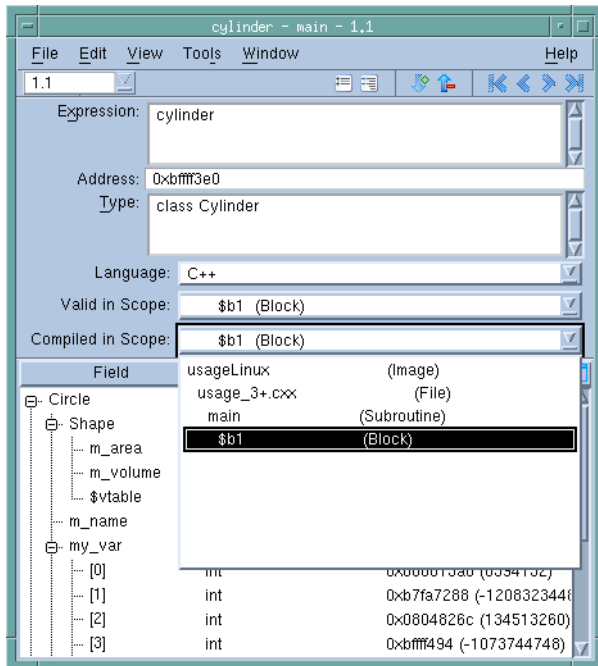 cylinder - main - 1.1
File Edit View Tools Window Help
1.1
Expression: cylinder
Address: 0xbffff3e0
Type: class Cylinder
Language: C++
Valid in Scope: $b1 (Block)
Compiled in Scope: $b1 (Block)
Field
usageLinux (Image)
usage_3+.cxx (File)
main (Subroutine)
$b1 (Block)
Circle
Shape
m_area
m_volume
$vtable
m_name
my_var
[0] int
[1] int 0xb7fa7288 (-1208323448
[2] int 0x0804826c (134513260)
[3] int 0xbffff494 (-1073744748)